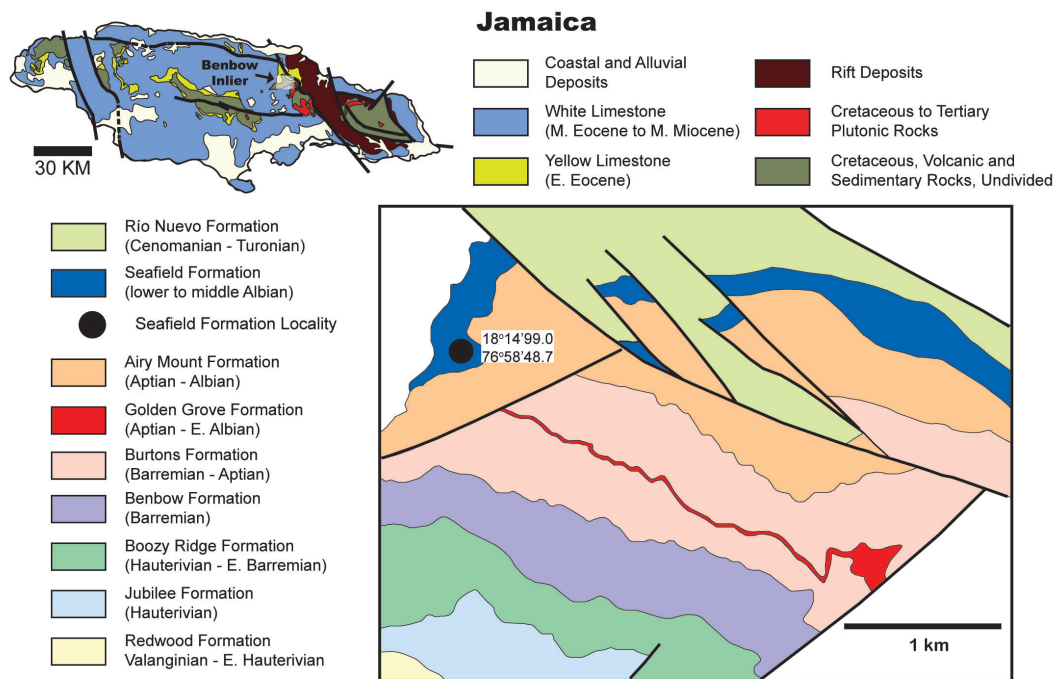 Jamaica
Benbow
Inlier
30 KM
Coastal and Alluvial
Deposits
White Limestone
(M. Eocene to M. Miocene)
Yellow Limestone
(E. Eocene)
Rift Deposits
Cretaceous to Tertiary
Plutonic Rocks
Cretaceous, Volcanic and
Sedimentary Rocks, Undivided
Río Nuevo Formation
(Cenomanian - Turonian)
Seafield Formation
(lower to middle Albian)
Seafield Formation Locality
Airy Mount Formation
(Aptian - Albian)
Golden Grove Formation
(Aptian - E. Albian)
Burtons Formation
(Barremian - Aptian)
Benbow Formation
(Barremian)
Boozy Ridge Formation
(Hauterivian - E. Barremian)
Jubilee Formation
(Hauterivian)
Redwood Formation
Valanginian - E. Hauterivian
18º14'99.0
76º58'48.7
1 km